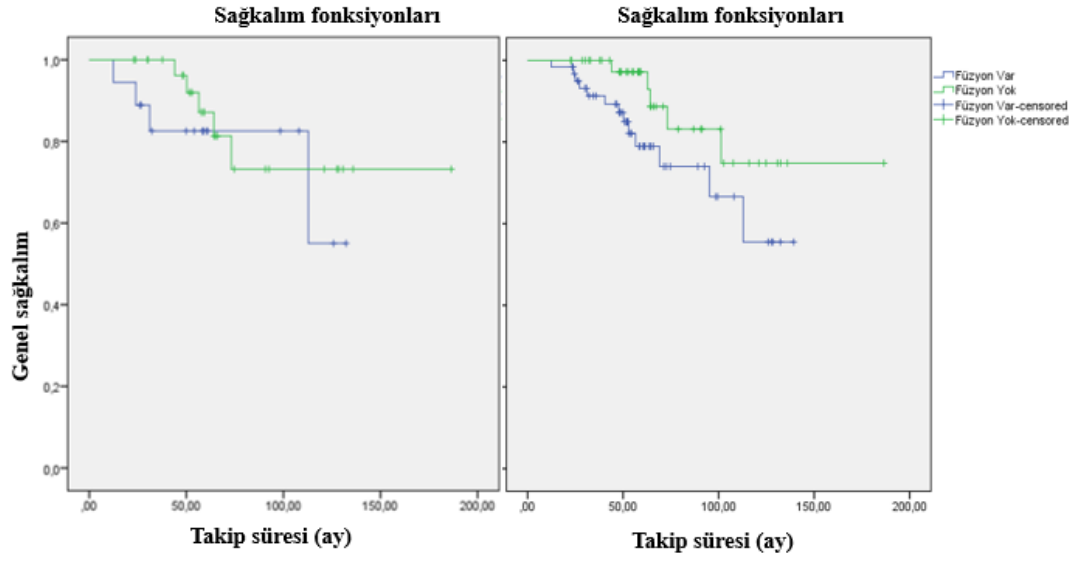 Sağkalım fonksiyonları
Sağkalım fonksiyonları
Genel sağkalım
1,0
0,8
0,6
0,4
0,2
0,0
,00
50,00
100,00
150,00
200,00
Takip süresi (ay)
,00
50,00
100,00
150,00
200,00
Takip süresi (ay)
Füzyon Var
Füzyon Yok
Füzyon Var-censored
Füzyon Yok-censored